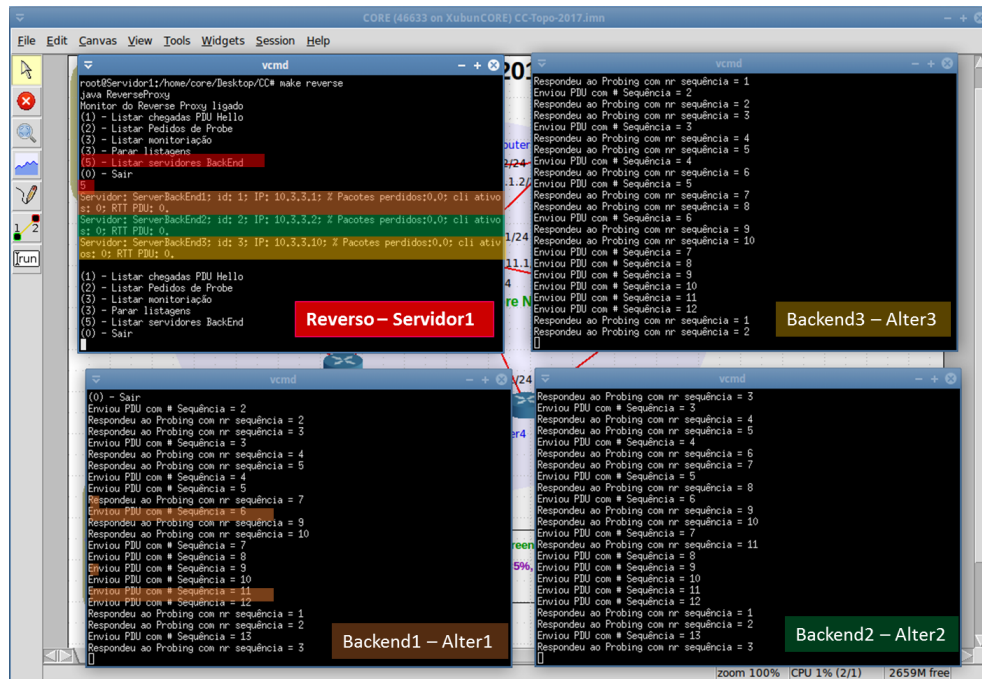 CORE (46633 on XubunCORE) CC-Topo-2017.imn
File Edit Canvas View Tools Widgets Session Help
vcmd
root@Servidor1:/home/core/Desktop/CC# make reverse
java ReverseProxy
Monitor do Reverse Proxy ligado
(1) - Listar chegadas PDU Hello
(2) - Listar Pedidos de Probe
(3) - Listar monitoriação
(3) - Parar listagens
(5) - Listar servidores BackEnd
(0) - Sair
5
Servidor: ServerBackEnd1; id: 1; IP: 10.3.3.1; % Pacotes perdidos:0.0; cli ativo
s: 0; RTT PDU: 0.
Servidor: ServerBackEnd2; id: 2; IP: 10.3.3.2; % Pacotes perdidos:0.0; cli ativo
s: 0; RTT PDU: 0.
Servidor: ServerBackEnd3; id: 3; IP: 10.3.3.10; % Pacotes perdidos:0.0; cli ativ
os: 0; RTT PDU: 0.
(1) - Listar chegadas PDU Hello
(2) - Listar Pedidos de Probe
(3) - Listar monitoriação
(3) - Parar listagens
(5) - Listar servidores BackEnd
(0) - Sair
Reverso – Servidor1
vcmd
Respondeu ao Probing com nr sequência = 1
Enviou PDU com # Sequência = 2
Respondeu ao Probing com nr sequência = 2
Respondeu ao Probing com nr sequência = 3
Enviou PDU com # Sequência = 3
Respondeu ao Probing com nr sequência = 4
Respondeu ao Probing com nr sequência = 5
Enviou PDU com # Sequência = 4
Respondeu ao Probing com nr sequência = 6
Enviou PDU com # Sequência = 5
Respondeu ao Probing com nr sequência = 7
Respondeu ao Probing com nr sequência = 8
Enviou PDU com # Sequência = 6
Respondeu ao Probing com nr sequência = 9
Respondeu ao Probing com nr sequência = 10
Enviou PDU com # Sequência = 7
Enviou PDU com # Sequência = 8
Enviou PDU com # Sequência = 9
Enviou PDU com # Sequência = 10
Enviou PDU com # Sequência = 11
Enviou PDU com # Sequência = 12
Respondeu ao Probing com nr sequência = 1
Respondeu ao Probing com nr sequência = 2
Backend3 – Alter3
vcmd
(0) - Sair
Enviou PDU com # Sequência = 2
Respondeu ao Probing com nr sequência = 2
Respondeu ao Probing com nr sequência = 3
Enviou PDU com # Sequência = 3
Respondeu ao Probing com nr sequência = 4
Respondeu ao Probing com nr sequência = 5
Enviou PDU com # Sequência = 4
Enviou PDU com # Sequência = 5
Respondeu ao Probing com nr sequência = 7
Enviou PDU com # Sequência = 6
Respondeu ao Probing com nr sequência = 9
Respondeu ao Probing com nr sequência = 10
Enviou PDU com # Sequência = 7
Enviou PDU com # Sequência = 8
Enviou PDU com # Sequência = 9
Enviou PDU com # Sequência = 10
Enviou PDU com # Sequência = 11
Enviou PDU com # Sequência = 12
Respondeu ao Probing com nr sequência = 1
Respondeu ao Probing com nr sequência = 2
Enviou PDU com # Sequência = 13
Respondeu ao Probing com nr sequência = 3
Backend1 – Alter1
vcmd
Respondeu ao Probing com nr sequência = 3
Enviou PDU com # Sequência = 3
Respondeu ao Probing com nr sequência = 4
Respondeu ao Probing com nr sequência = 5
Enviou PDU com # Sequência = 4
Respondeu ao Probing com nr sequência = 6
Respondeu ao Probing com nr sequência = 7
Enviou PDU com # Sequência = 5
Respondeu ao Probing com nr sequência = 8
Enviou PDU com # Sequência = 6
Respondeu ao Probing com nr sequência = 9
Respondeu ao Probing com nr sequência = 10
Enviou PDU com # Sequência = 7
Respondeu ao Probing com nr sequência = 11
Enviou PDU com # Sequência = 8
Enviou PDU com # Sequência = 9
Enviou PDU com # Sequência = 10
Enviou PDU com # Sequência = 11
Enviou PDU com # Sequência = 12
Respondeu ao Probing com nr sequência = 1
Respondeu ao Probing com nr sequência = 2
Enviou PDU com # Sequência = 13
Respondeu ao Probing com nr sequência = 3
Backend2 – Alter2
1 2
run
zoom 100% CPU 1% (2/1) 2659M free